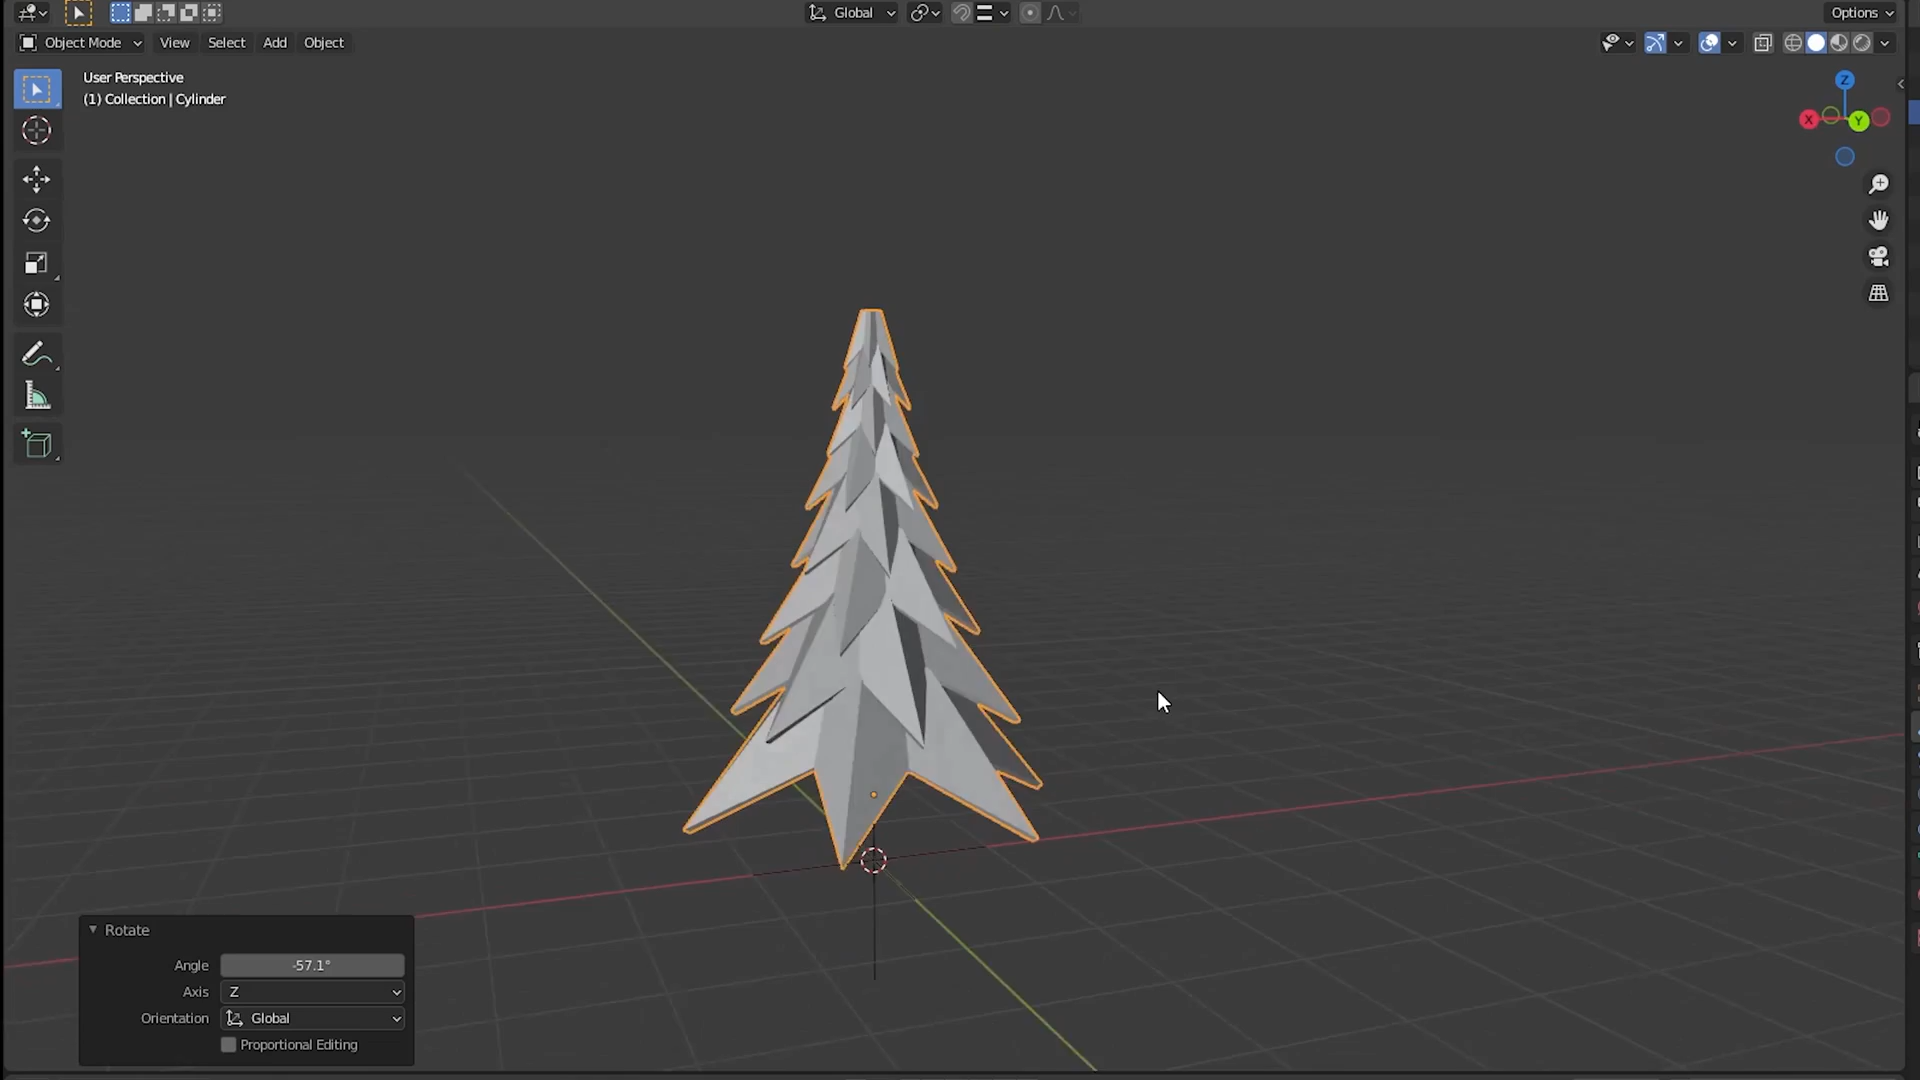 Global
Options
Object Mode
View
Select
Add
Object
User Perspective
(1) Collection | Cylinder
Z
X
Y
Rotate
Angle
-57.1°
Axis
Z
Orientation
Global
Proportional Editing